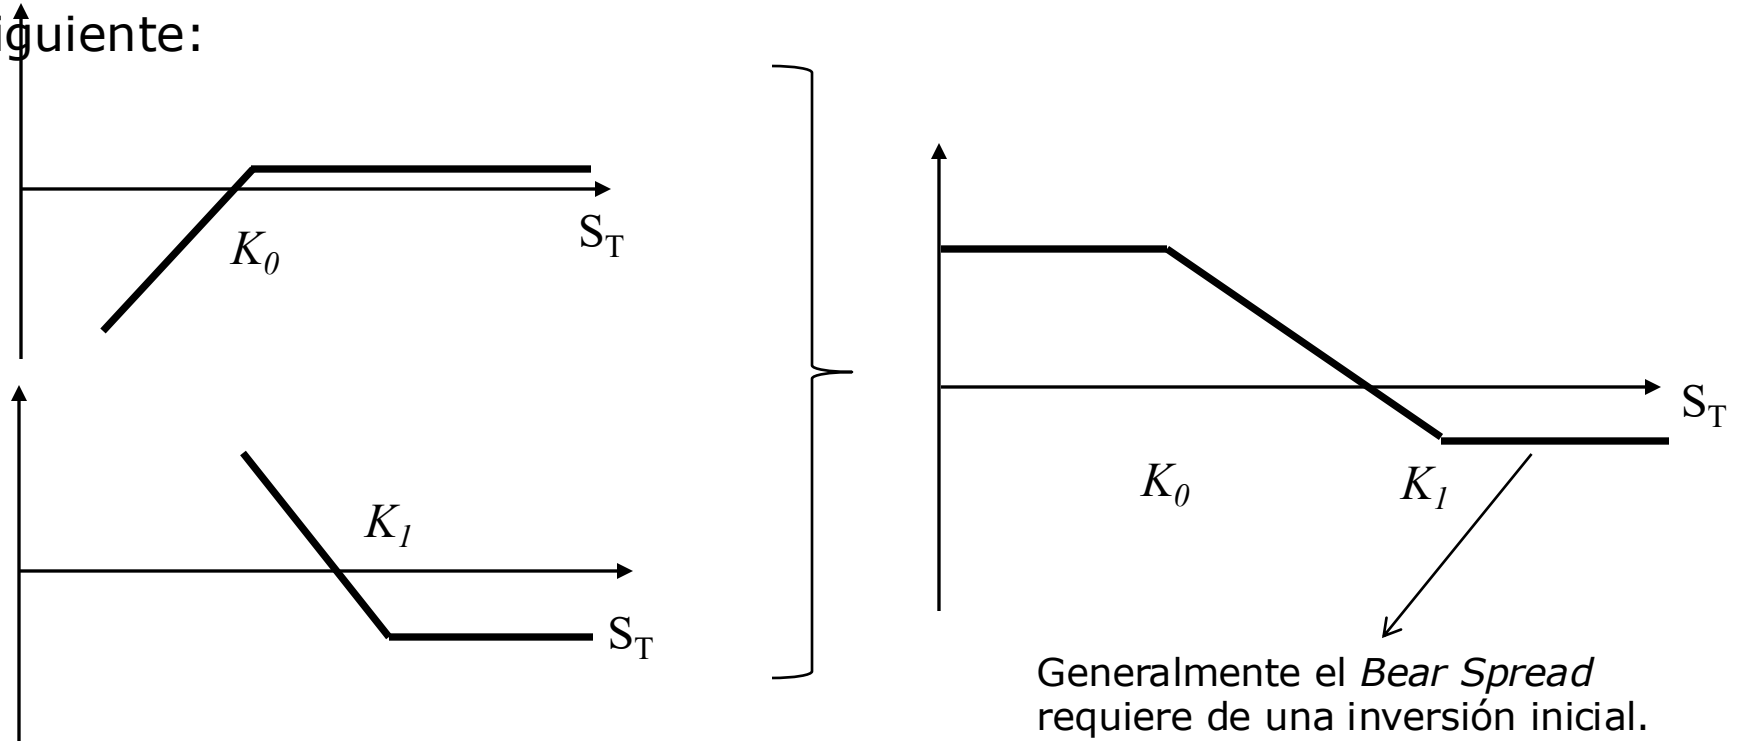 iguiente:
K0
ST
K1
ST
ST
K0
K1
Generalmente el Bear Spread
requiere de una inversión inicial.